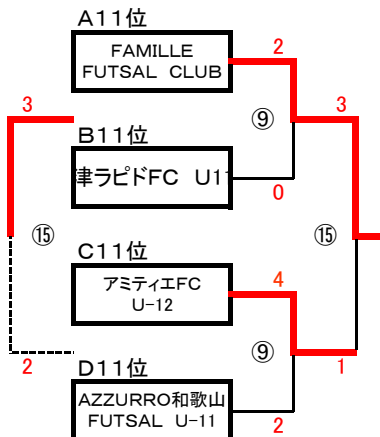 A11位
FAMILLE
FUTSAL CLUB
2
3
3
⑨
B11位
津ラピドFC U11
0
⑮
⑮
C11位
アミティエFC
U-12
4
⑨
2
1
D11位
AZZURRO和歌山
FUTSAL U-11
2